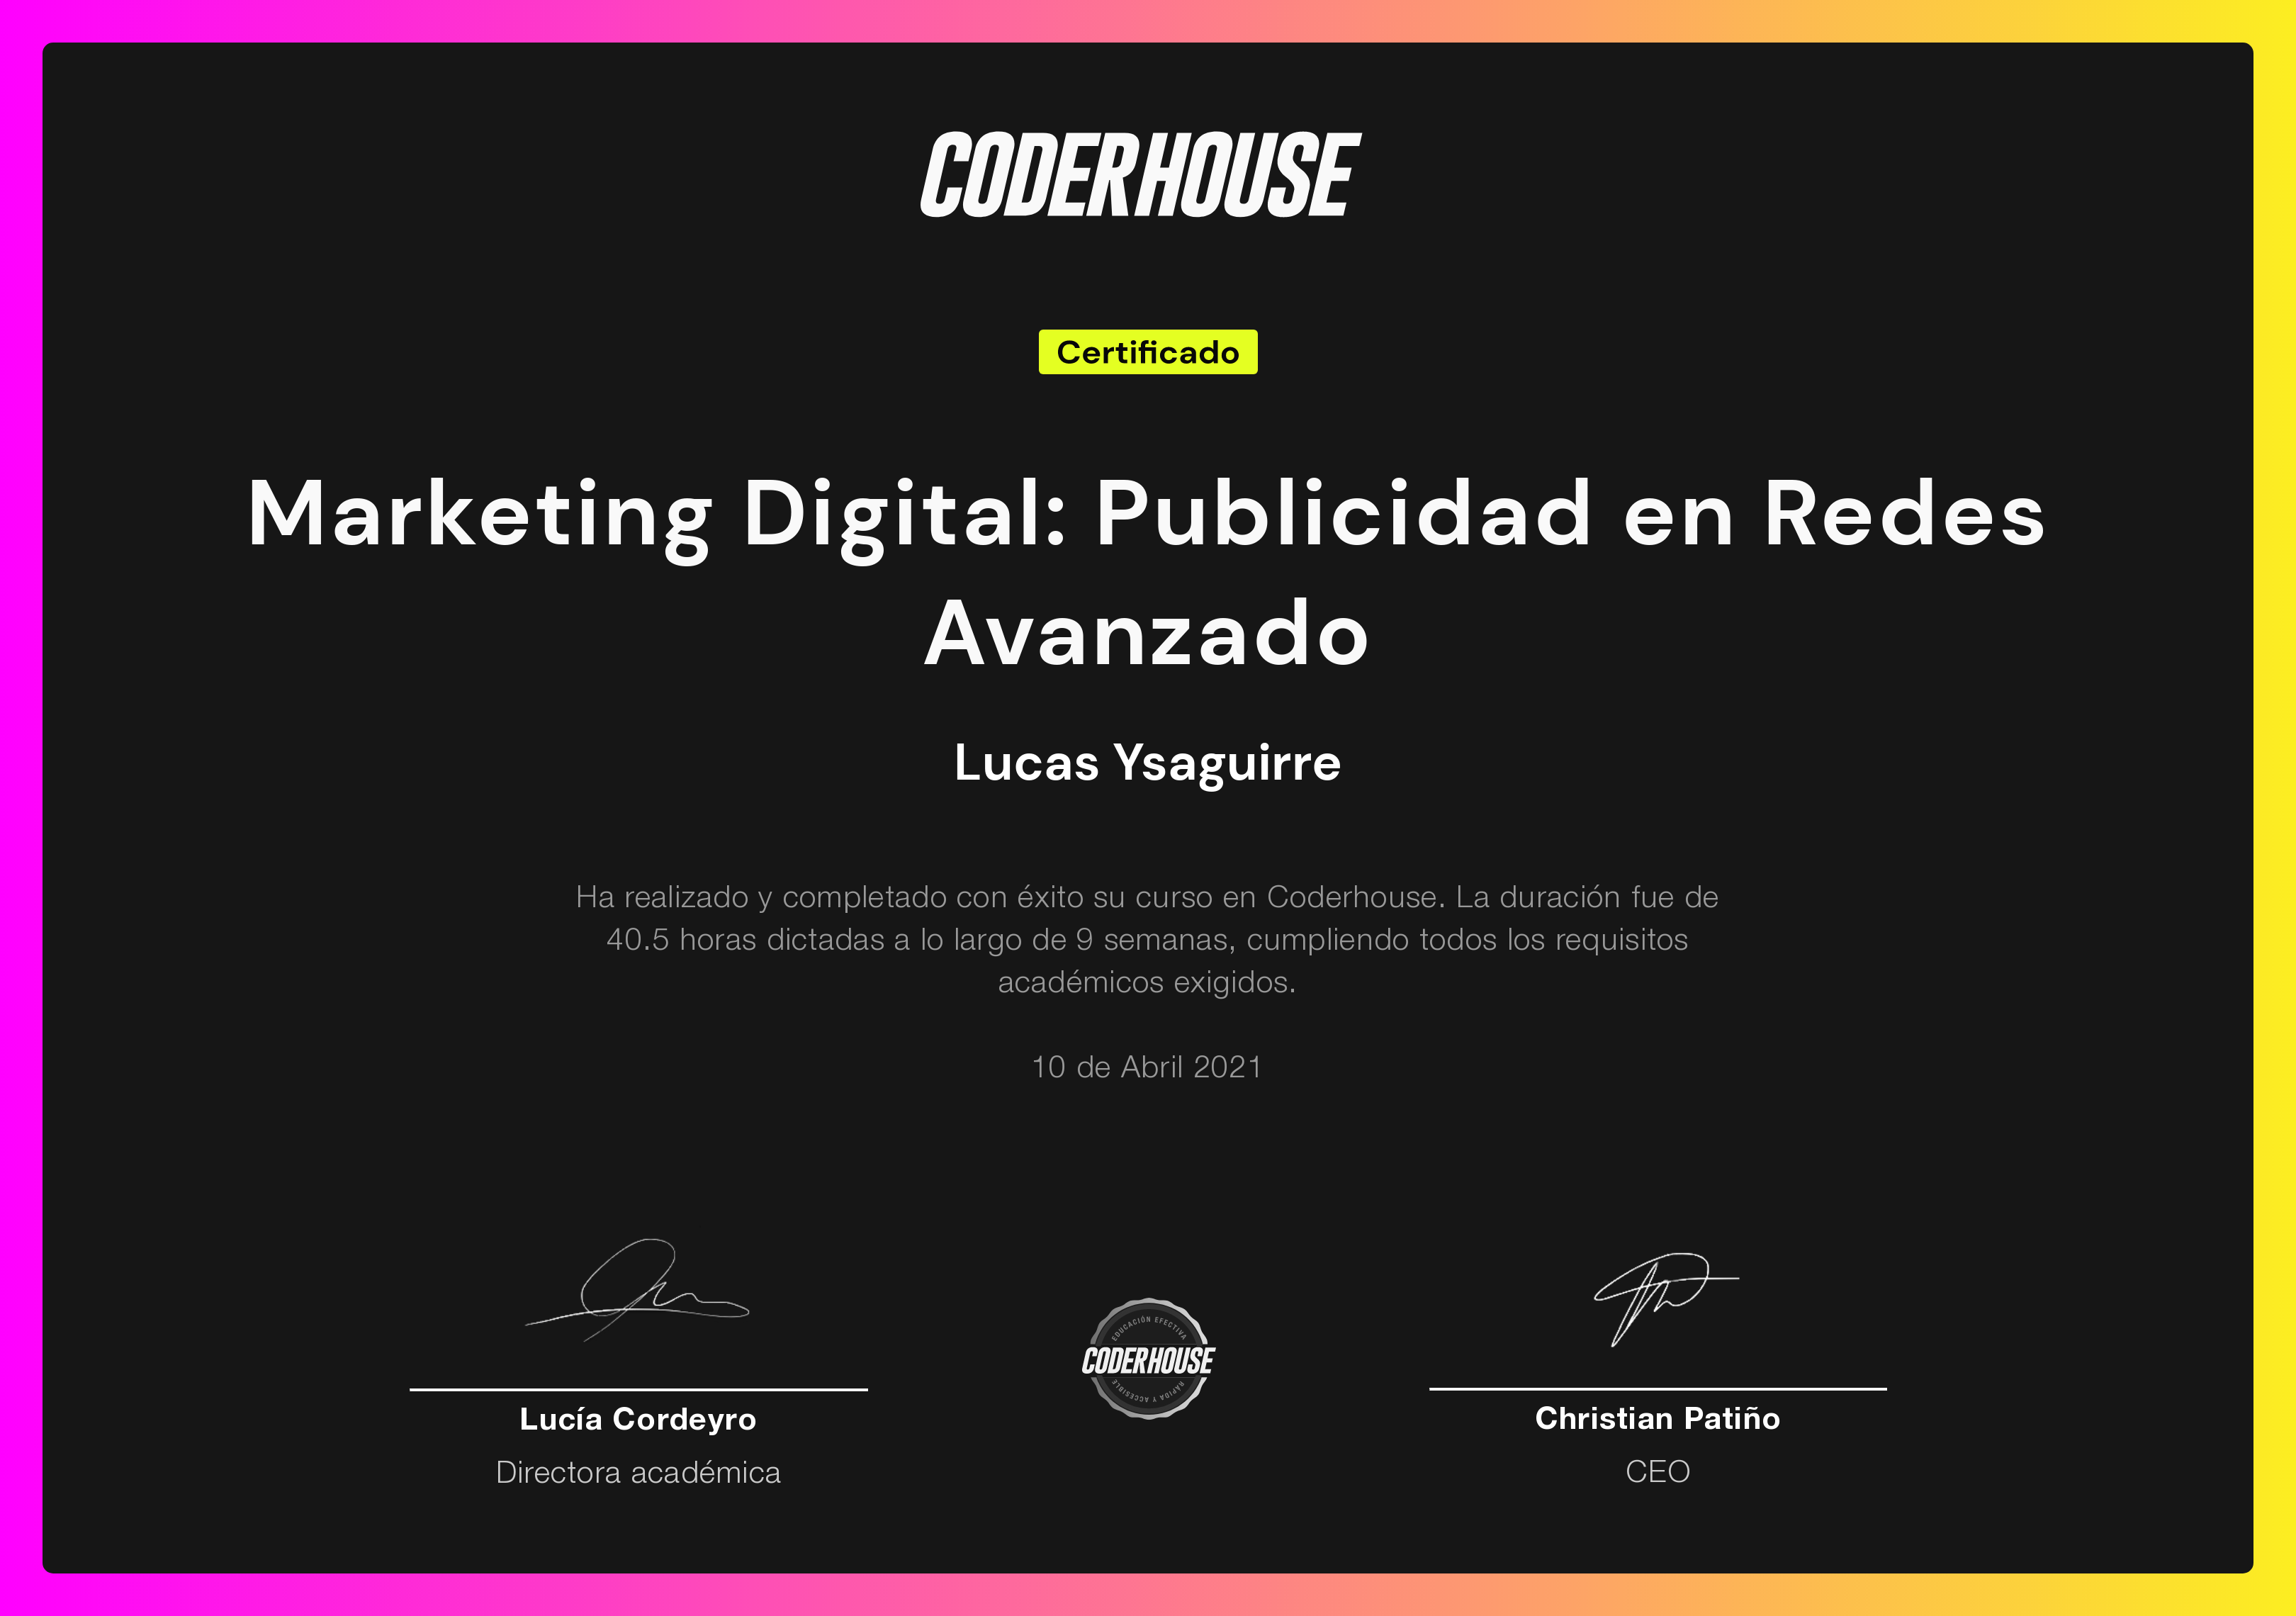 CODERHOUSE
Certificado
Marketing Digital: Publicidad en Redes
Avanzado
Lucas Ysaguirre
Ha realizado y completado con éxito su curso en Coderhouse. La duración fue de
40.5 horas dictadas a lo largo de 9 semanas, cumpliendo todos los requisitos
académicos exigidos.
10 de Abril 2021
EDUCACIÓN EFECTIVA
CODERHOUSE
RÁPIDA Y ACCESIBLE
Lucía Cordeyro
Directora académica
Christian Patiño
CEO